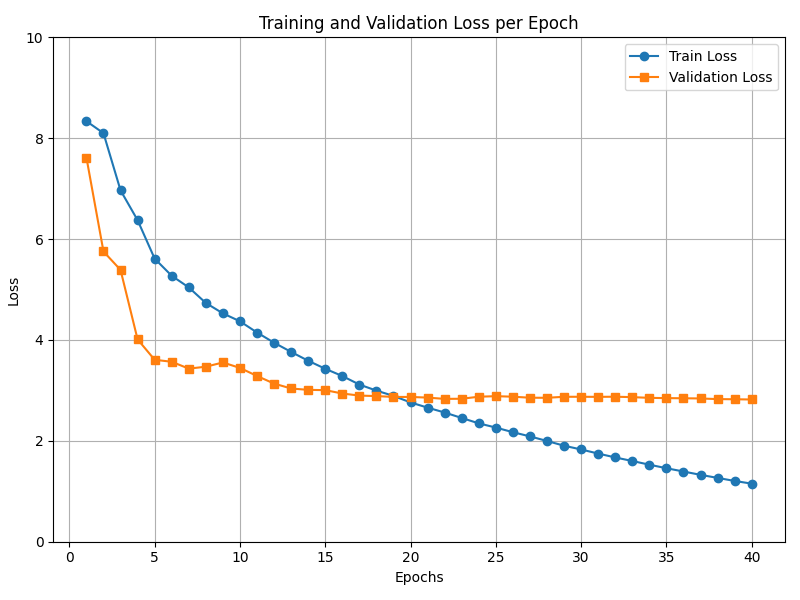 Training and Validation Loss per Epoch
10
8
6
4
2
0
Loss
Train Loss
Validation Loss
0 5 10 15 20 25 30 35 40
Epochs